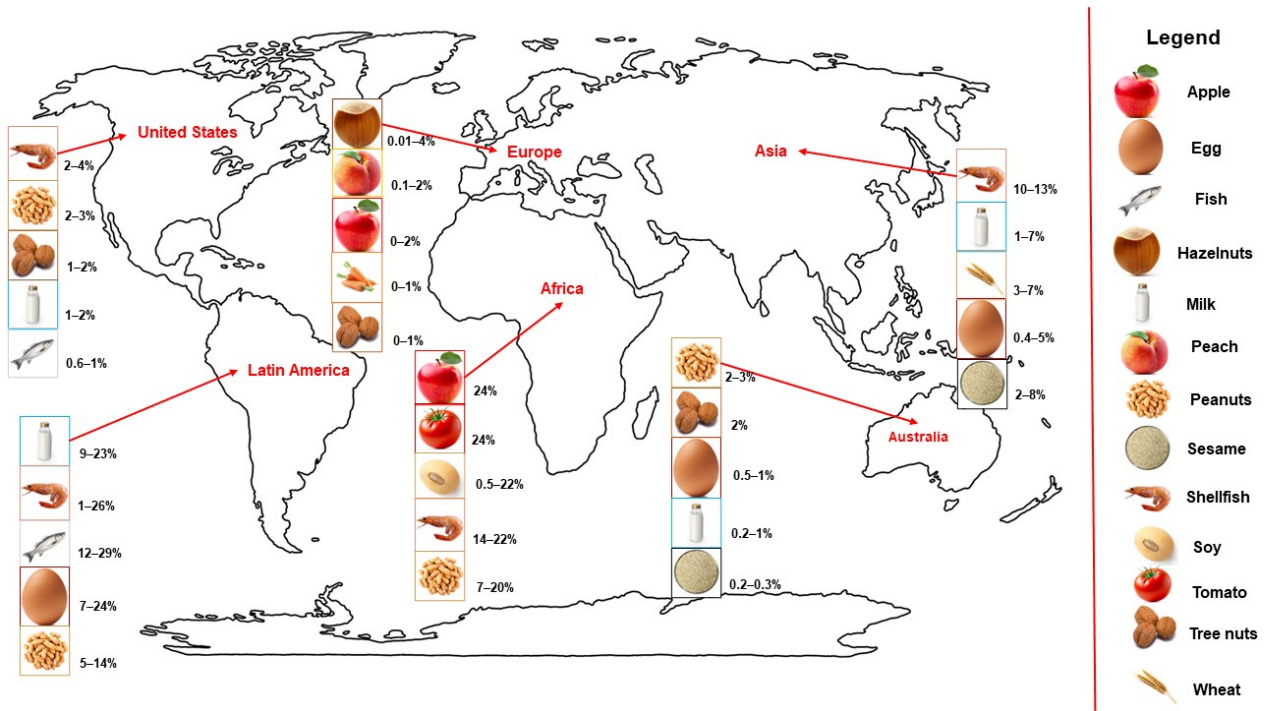 United States
2–4%
2–3%
1–2%
1–2%
0.6–1%
Latin America
9–23%
1–26%
12–29%
7–24%
5–14%
Europe
0.01–4%
0.1–2%
0–2%
0–1%
0–1%
Africa
24%
24%
0.5–22%
14–22%
7–20%
Asia
10–13%
1–7%
3–7%
0.4–5%
2–8%
Australia
2–3%
2%
0.5–1%
0.2–1%
0.2–0.3%
Legend
Apple
Egg
Fish
Hazelnuts
Milk
Peach
Peanuts
Sesame
Shellfish
Soy
Tomato
Tree nuts
Wheat